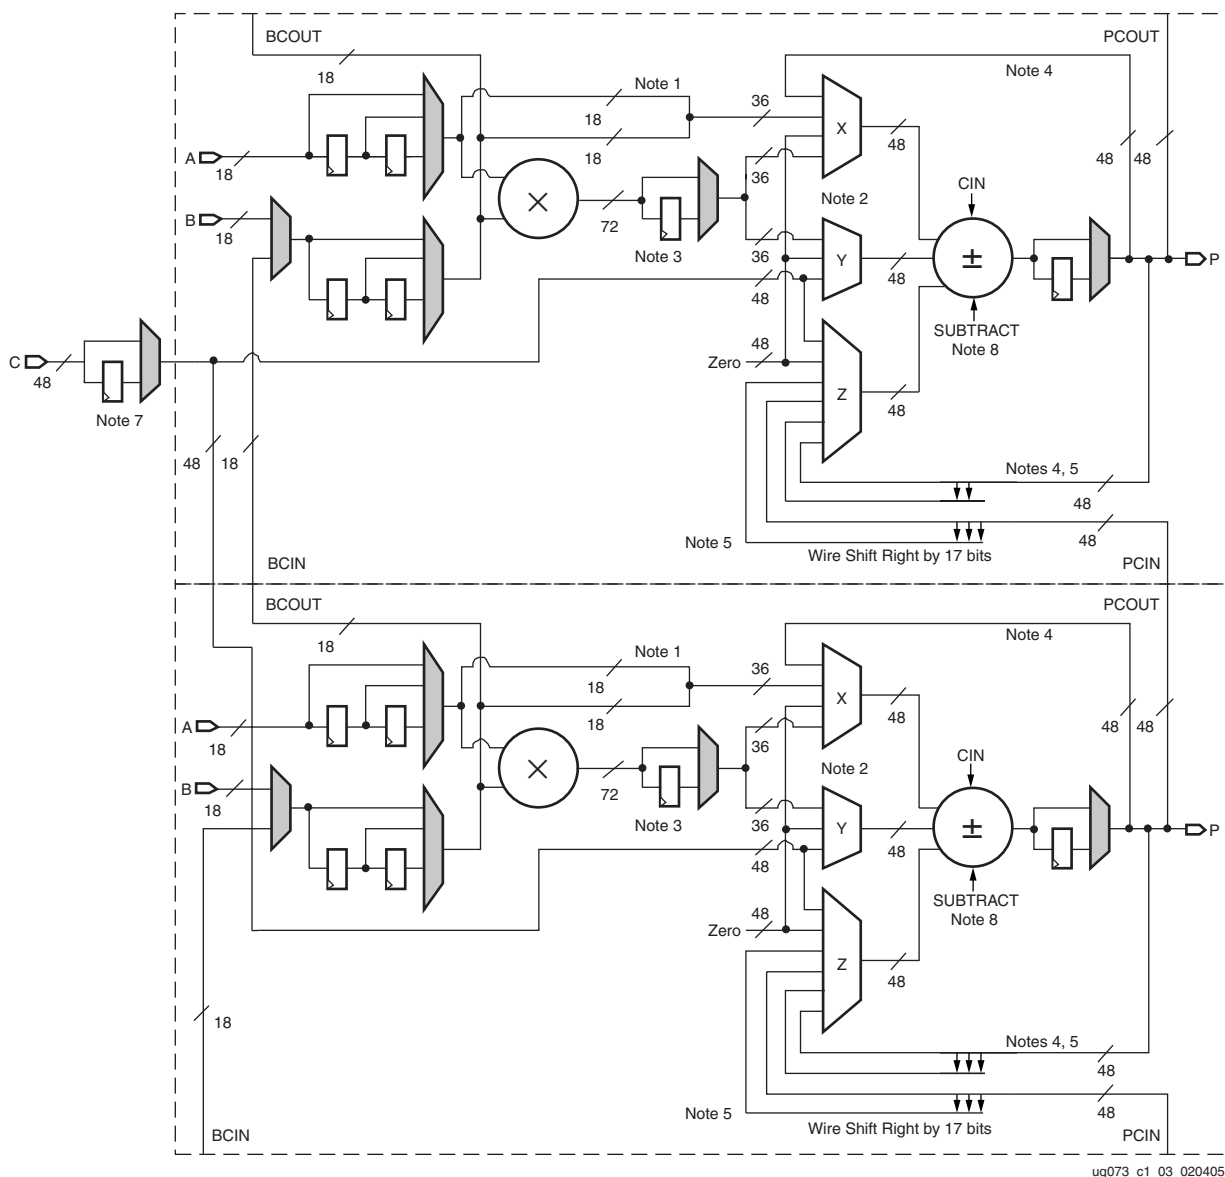 BCOUT
PCOUT
18
Note 1
Note 4
36
18
X
48
A
18
18
48
48
36
CIN
Note 2
B
18
×
72
36
Note 3
Y
48
±
P
48
SUBTRACT
Note 8
C
48
Zero
48
Z
48
Note 7
48
18
Notes 4, 5
48
Note 5
Wire Shift Right by 17 bits
48
BCIN
PCIN
BCOUT
PCOUT
18
Note 1
Note 4
36
18
X
48
A
18
18
48
48
36
CIN
Note 2
B
18
×
72
36
Note 3
Y
48
±
P
48
SUBTRACT
Note 8
48
Zero
Z
48
18
Notes 4, 5
48
Note 5
Wire Shift Right by 17 bits
48
BCIN
PCIN
ug073_c1_03_020405